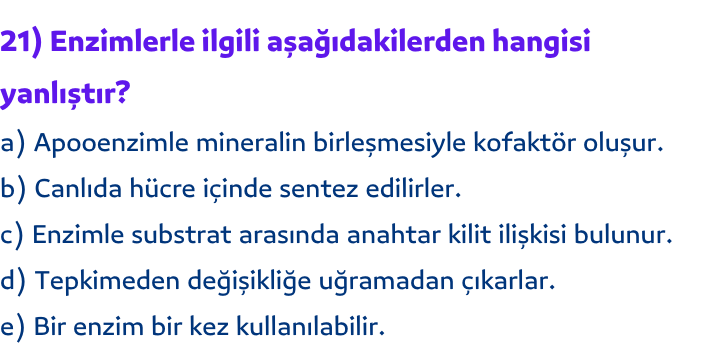 21) Enzimlerle ilgili aşağıdakilerden hangisi
yanlıştır?
a) Apooenzimle mineralin birleşmesiyle kofaktör oluşur.
b) Canlıda hücre içinde sentez edilirler.
c) Enzimle substrat arasında anahtar kilit ilişkisi bulunur.
d) Tepkimeden değişikliğe uğramadan çıkarlar.
e) Bir enzim bir kez kullanılabilir.